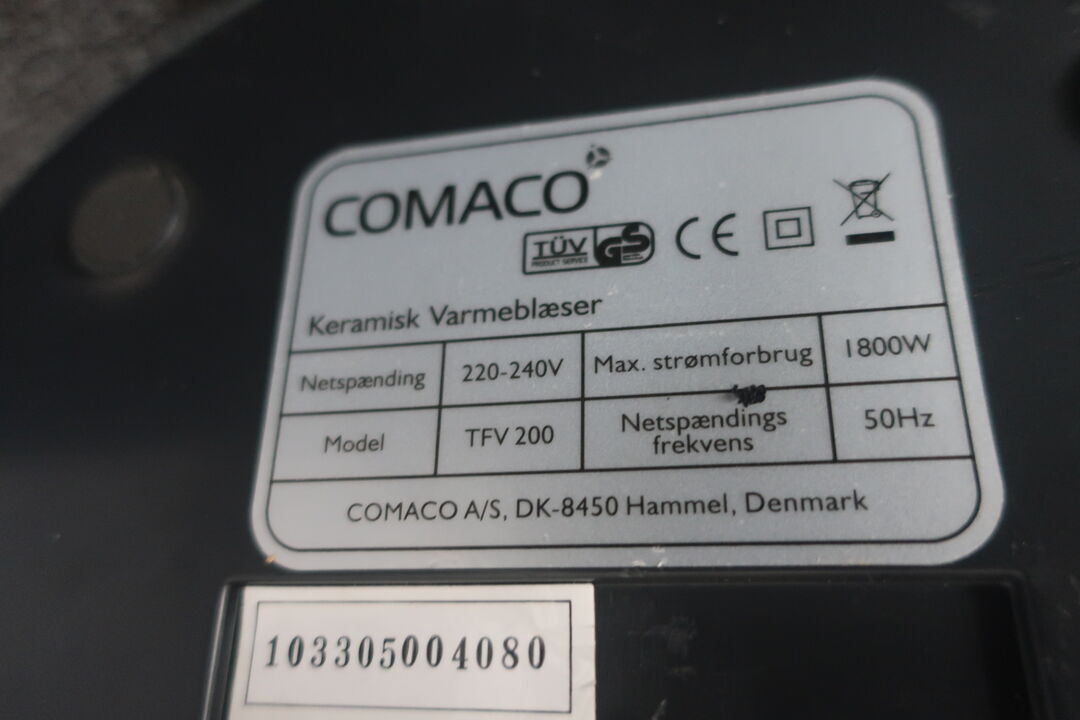 COMACO
TÜV
PRODUCT SERVICE
GS
CE
Keramisk Varmeblæser
Netspænding 220-240V Max. strømforbrug 1800W
Model TFV 200 Netspændings frekvens 50Hz
COMACO A/S, DK-8450 Hammel, Denmark
103305004080